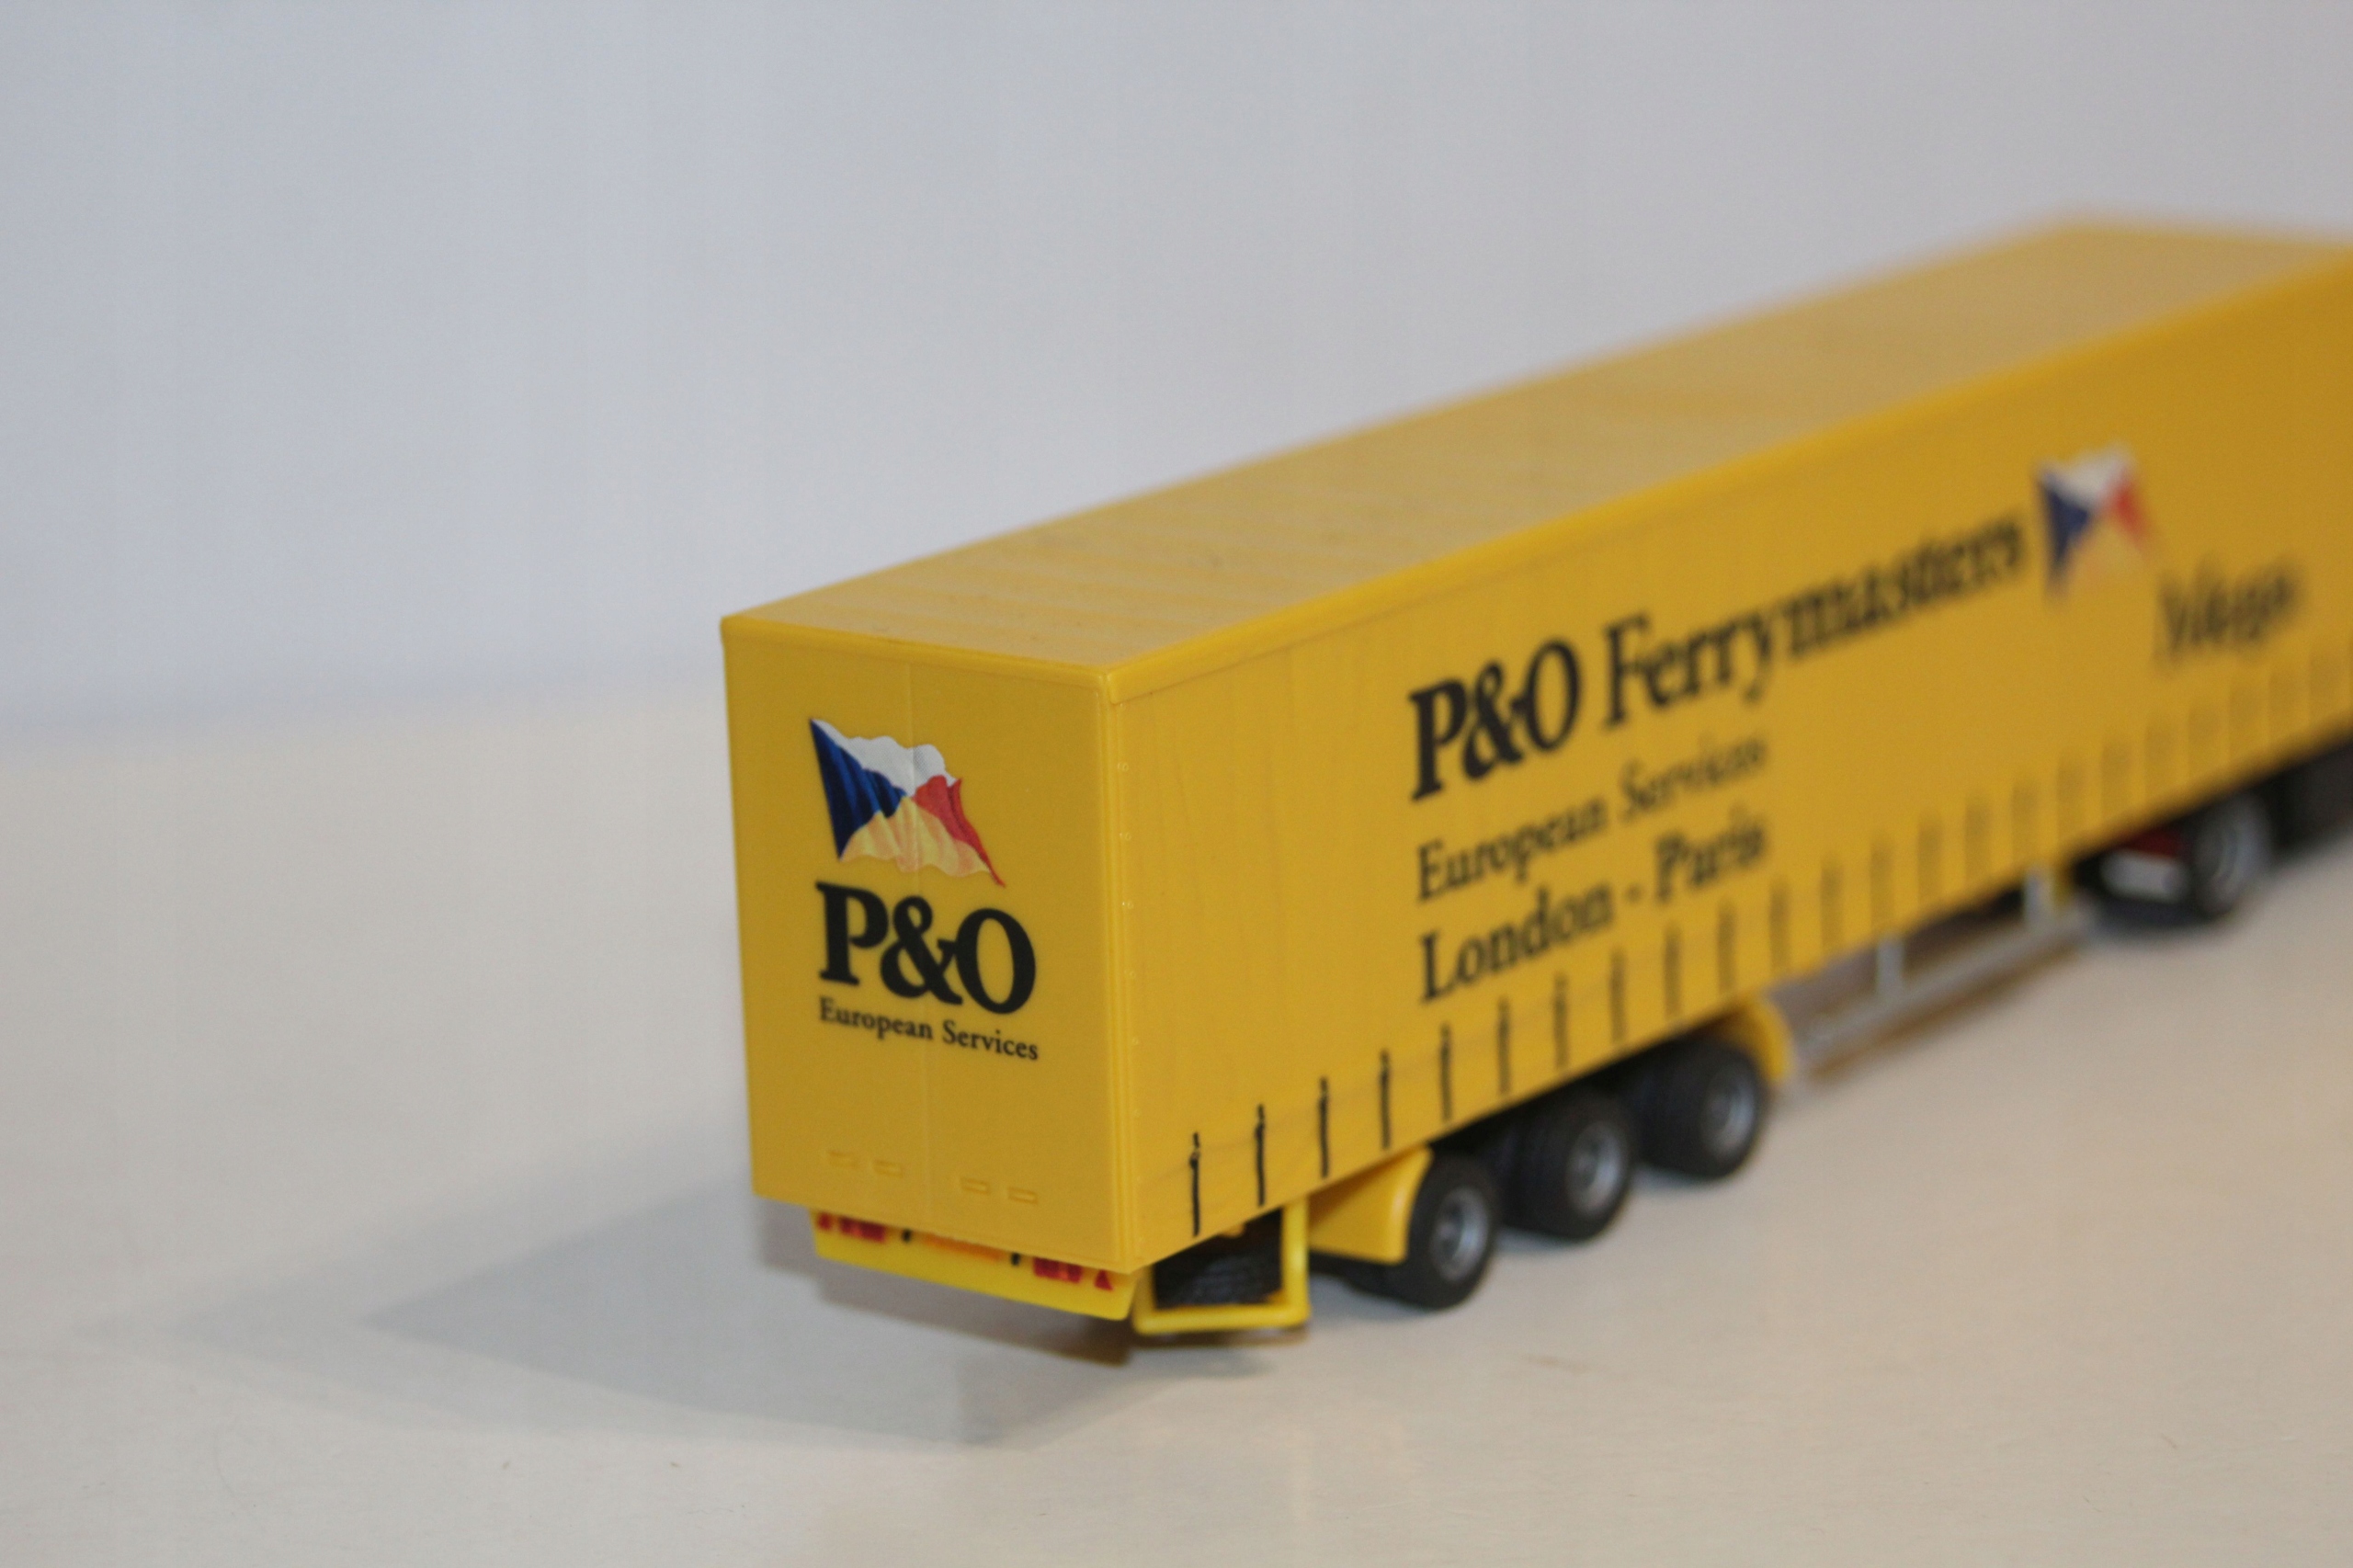 P&O
European Services
P&O Ferrymasters
European Services
London - Paris